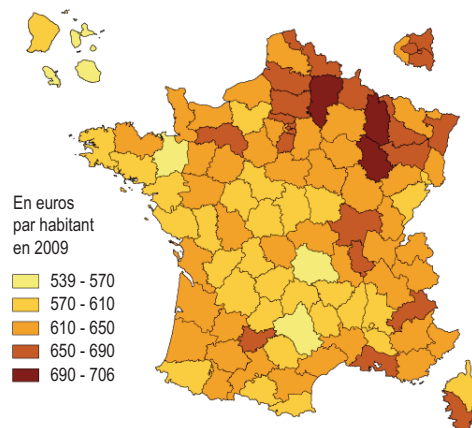 En euros
par habitant
en 2009
539 - 570
570 - 610
610 - 650
650 - 690
690 - 706